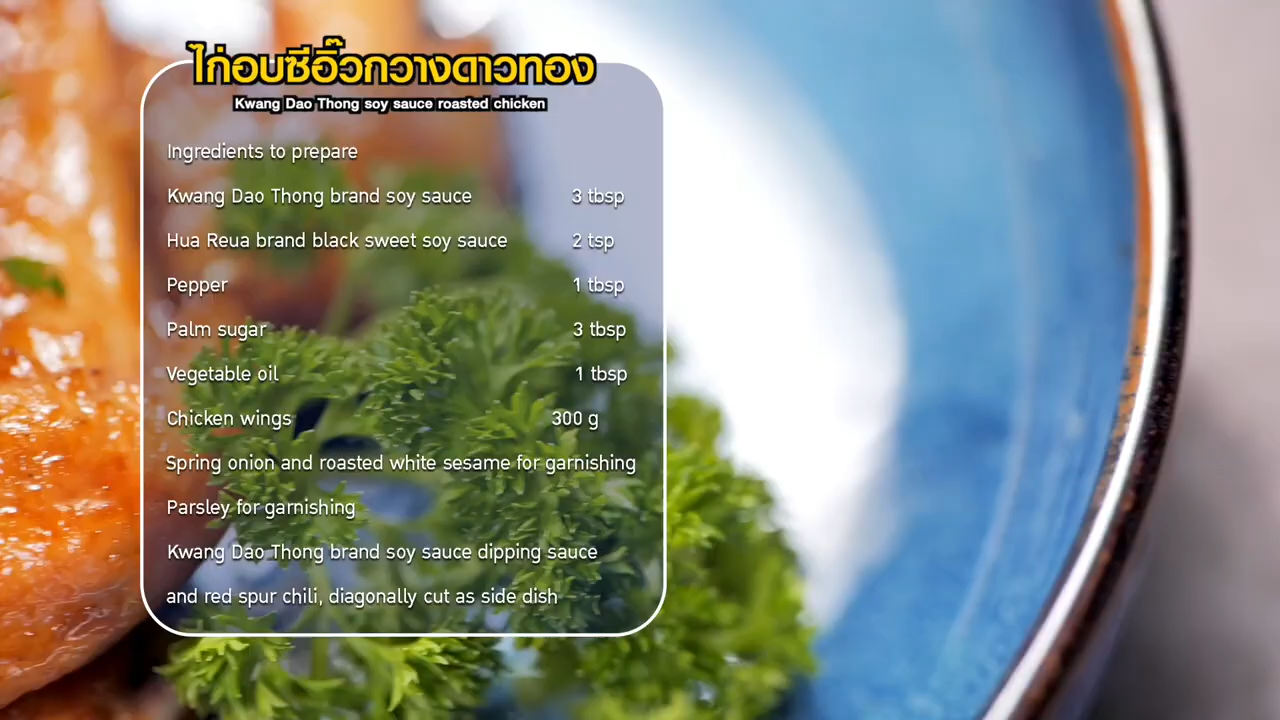 ไก่อบซีอิ๊วกวางดาวทอง
Kwang Dao Thong soy sauce roasted chicken
Ingredients to prepare
Kwang Dao Thong brand soy sauce 3 tbsp
Hua Reua brand black sweet soy sauce 2 tsp
Pepper 1 tbsp
Palm sugar 3 tbsp
Vegetable oil 1 tbsp
Chicken wings 300 g
Spring onion and roasted white sesame for garnishing
Parsley for garnishing
Kwang Dao Thong brand soy sauce dipping sauce
and red spur chili, diagonally cut as side dish